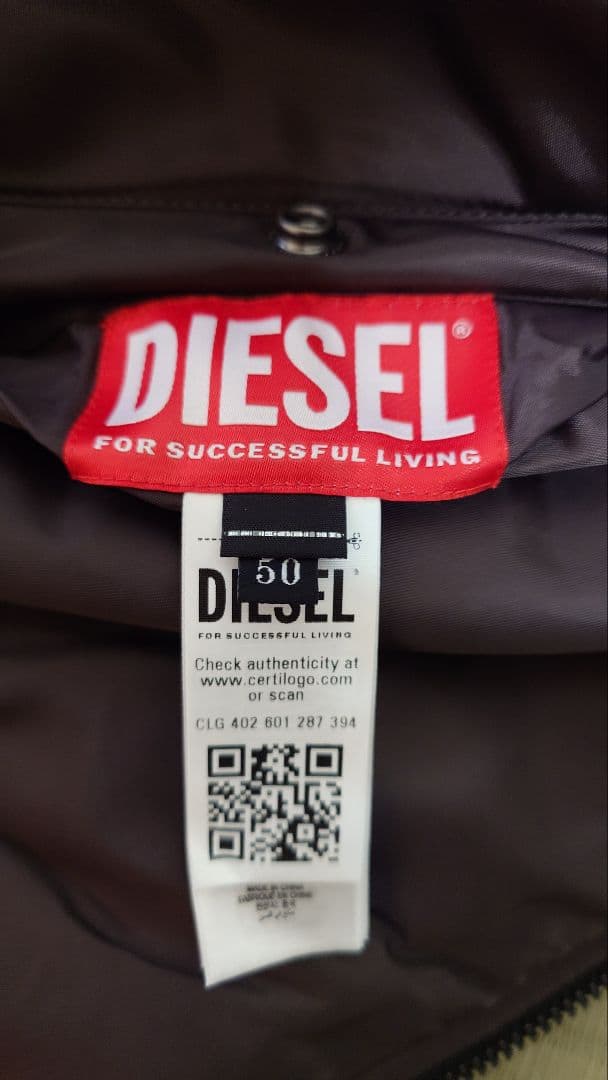 DIESEL®
FOR SUCCESSFUL LIVING
50
DIESEL
FOR SUCCESSFUL LIVING
Check authenticity at
www.certilogo.com
or scan
CLG 402 601 287 394
MADE IN CHINA